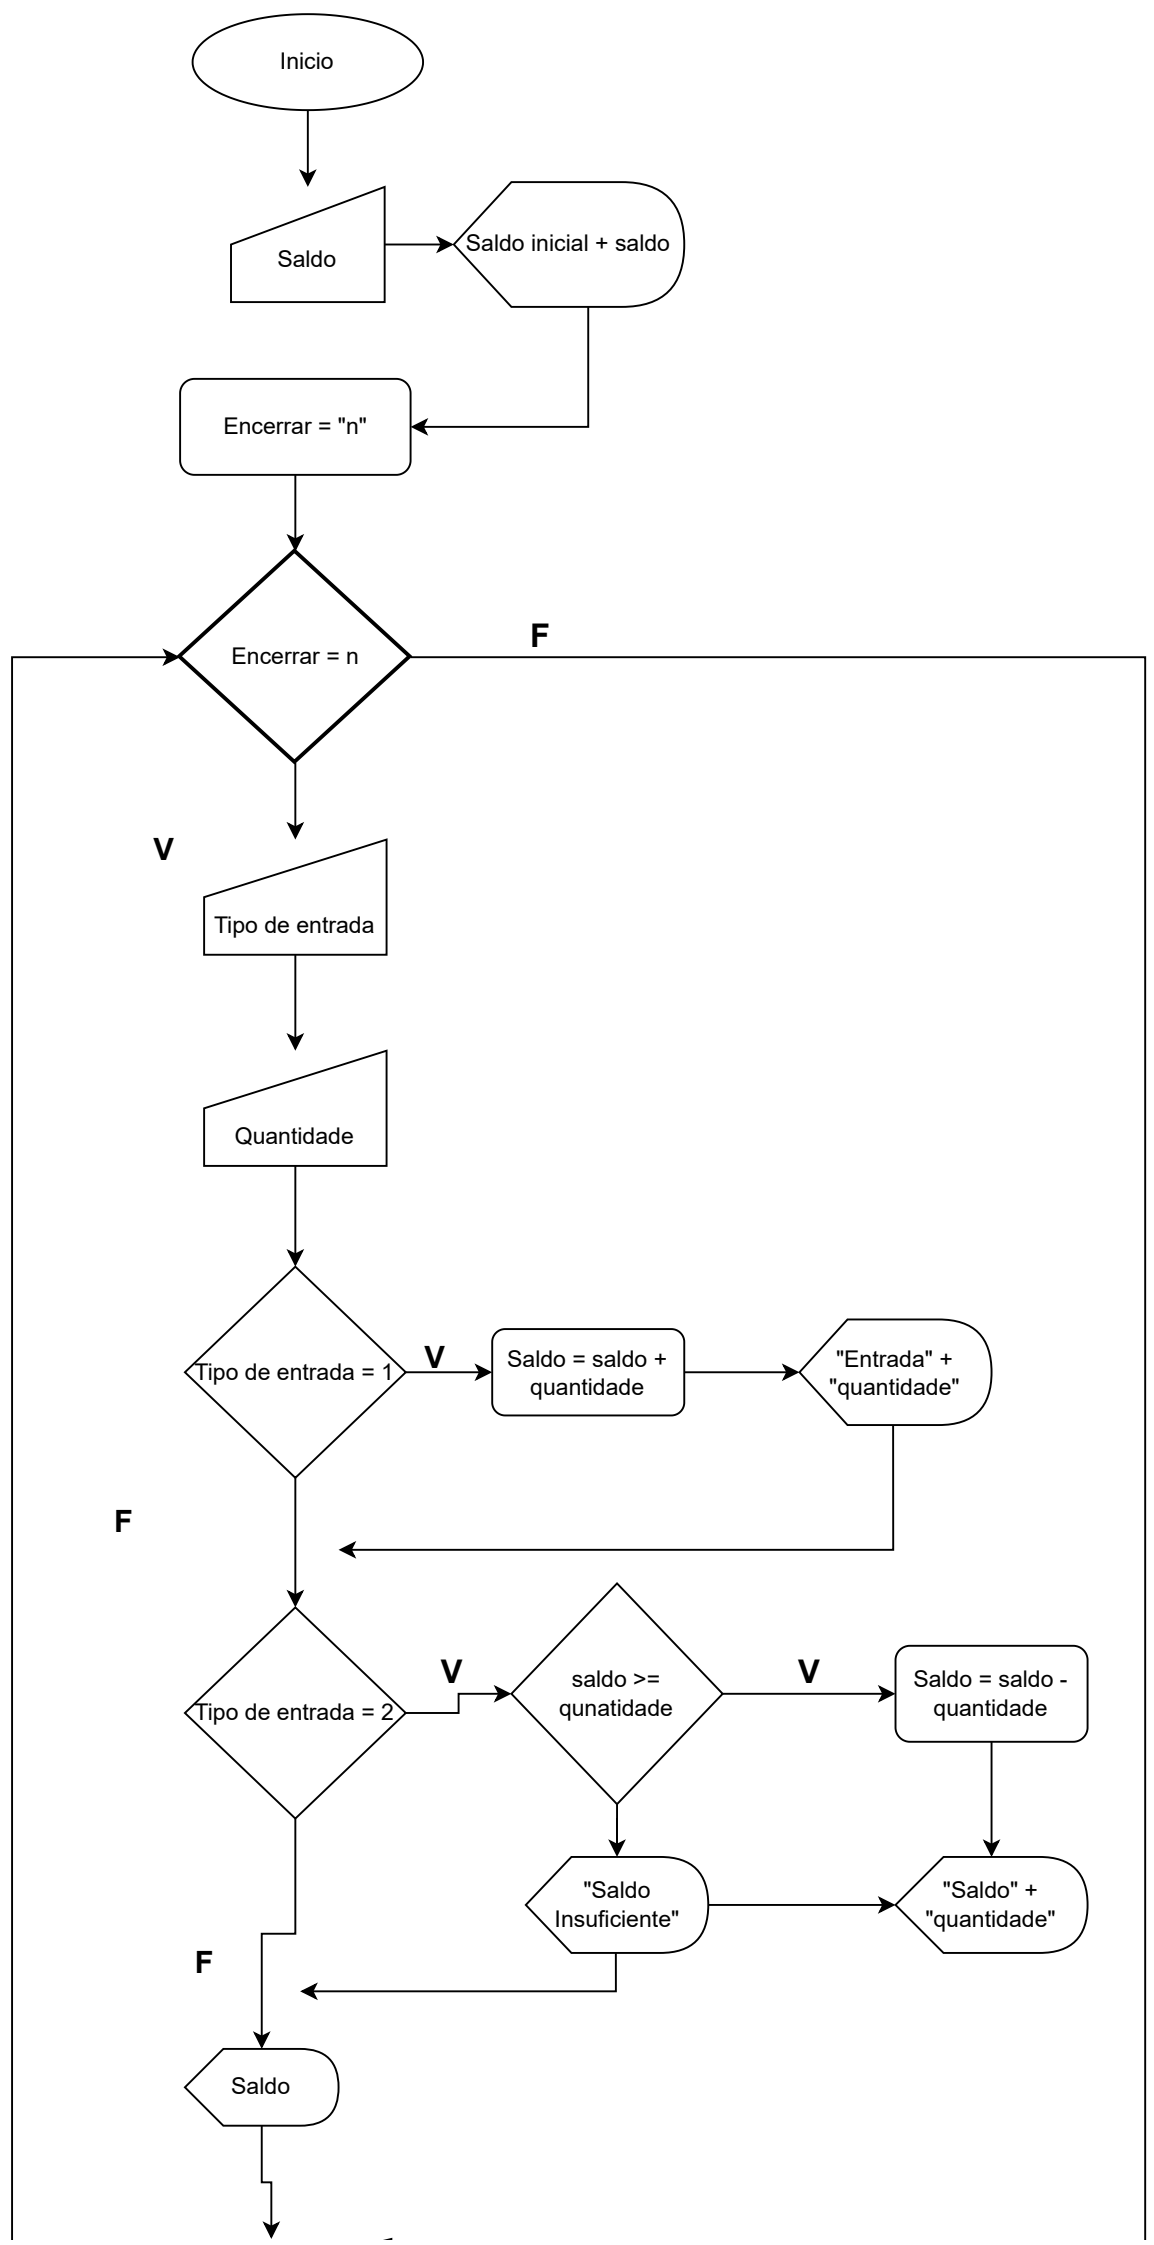 Inicio
Saldo
Saldo inicial + saldo
Encerrar = "n"
Encerrar = n
F
V
Tipo de entrada
Quantidade
Tipo de entrada = 1
V
Saldo = saldo +
quantidade
"Entrada" +
"quantidade"
F
Tipo de entrada = 2
V
saldo >=
qunatidade
V
Saldo = saldo -
quantidade
"Saldo
Insuficiente"
"Saldo" +
"quantidade"
F
Saldo